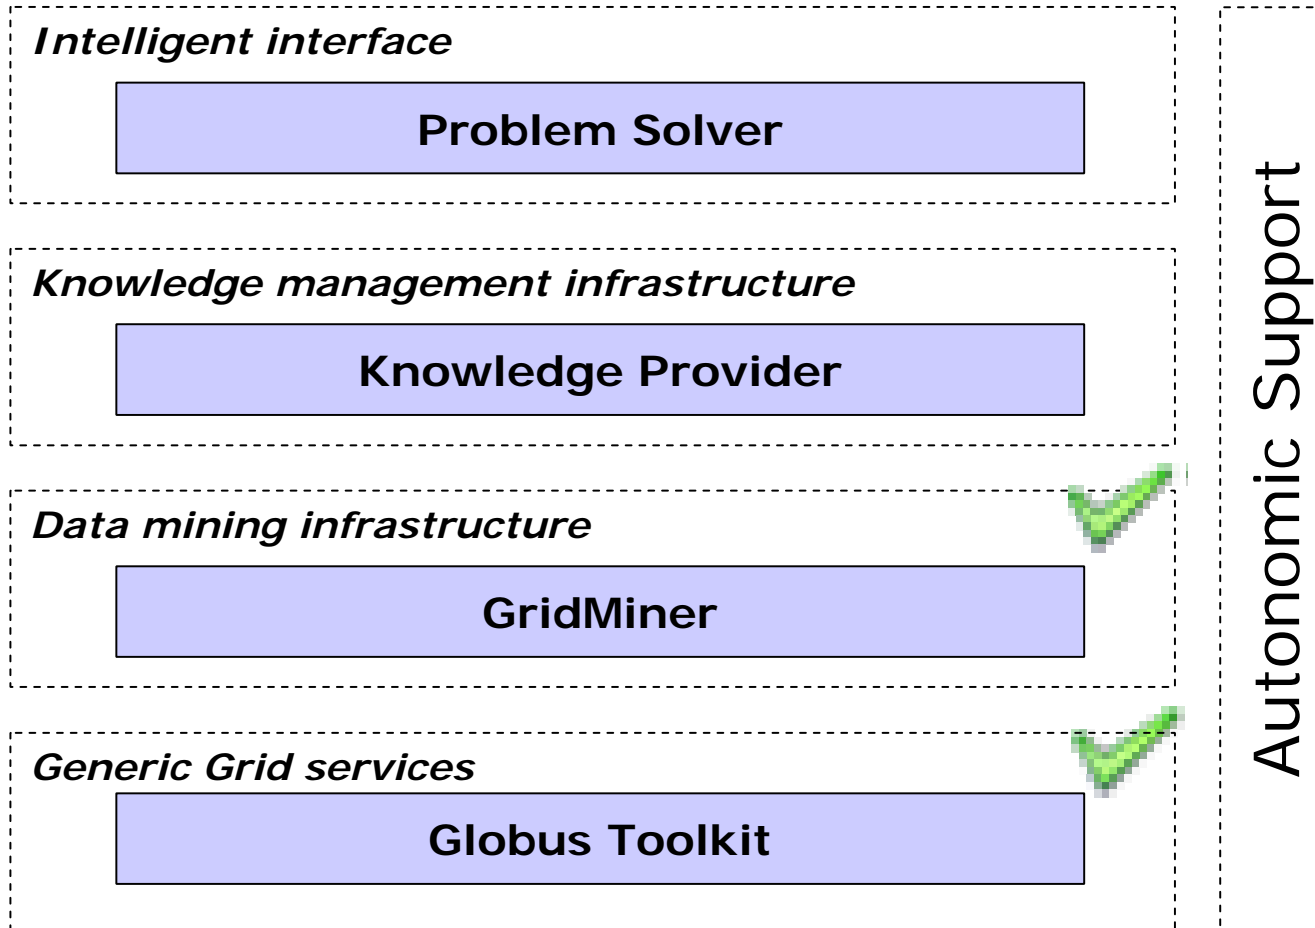 Intelligent interface
Problem Solver
Knowledge management infrastructure
Knowledge Provider
Data mining infrastructure
GridMiner
Generic Grid services
Globus Toolkit
Autonomic Support